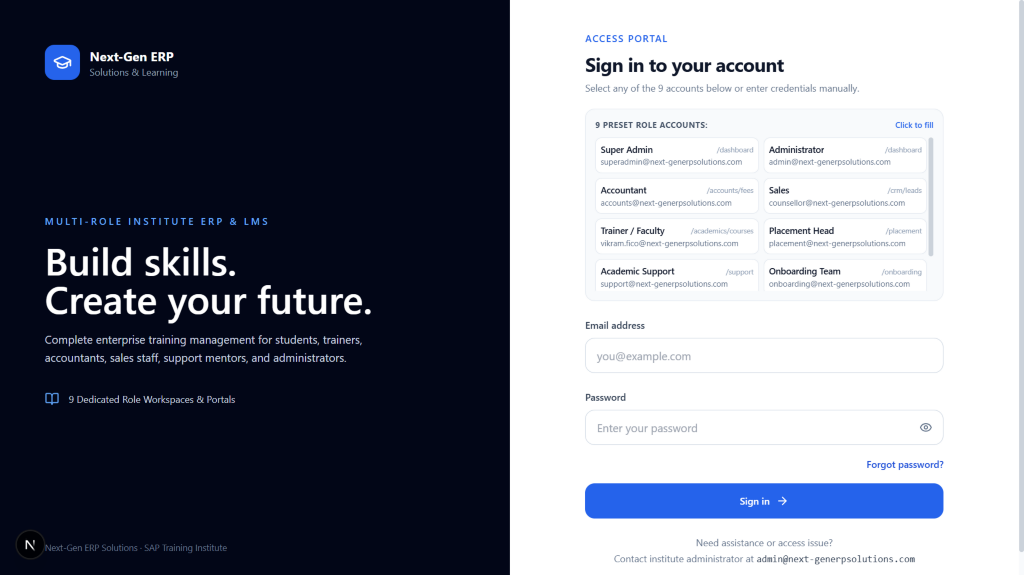 Next-Gen ERP
Solutions & Learning
MULTI-ROLE INSTITUTE ERP & LMS
Build skills.
Create your future.
Complete enterprise training management for students, trainers,
accountants, sales staff, support mentors, and administrators.
9 Dedicated Role Workspaces & Portals
N
Next-Gen ERP Solutions · SAP Training Institute
ACCESS PORTAL
Sign in to your account
Select any of the 9 accounts below or enter credentials manually.
9 PRESET ROLE ACCOUNTS: Click to fill
Super Admin /dashboard
superadmin@next-generpsolutions.com
Administrator /dashboard
admin@next-generpsolutions.com
Accountant /accounts/fees
accounts@next-generpsolutions.com
Sales /crm/leads
counsellor@next-generpsolutions.com
Trainer / Faculty /academics/courses
vikram.fico@next-generpsolutions.com
Placement Head /placement
placement@next-generpsolutions.com
Academic Support /support
support@next-generpsolutions.com
Onboarding Team /onboarding
onboarding@next-generpsolutions.com
Email address
you@example.com
Password
Enter your password
Forgot password?
Sign in →
Need assistance or access issue?
Contact institute administrator at admin@next-generpsolutions.com